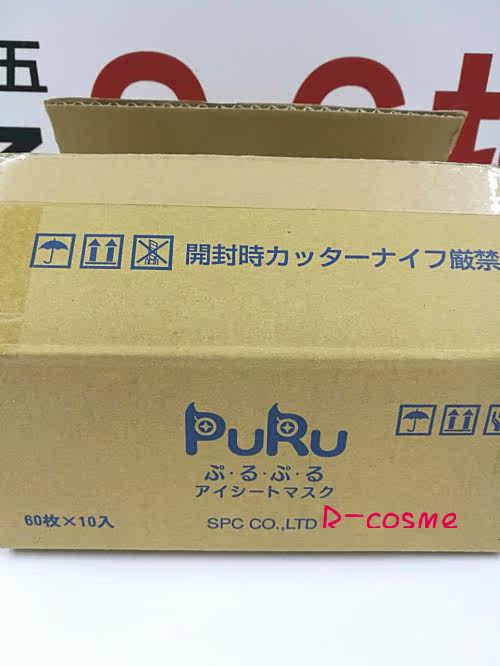 五
開封時カッターナイフ厳禁
PuRu
ぷ・る・ぷ・る
アイシートマスク
60枚×10入
SPC CO.,LTD R-cosme